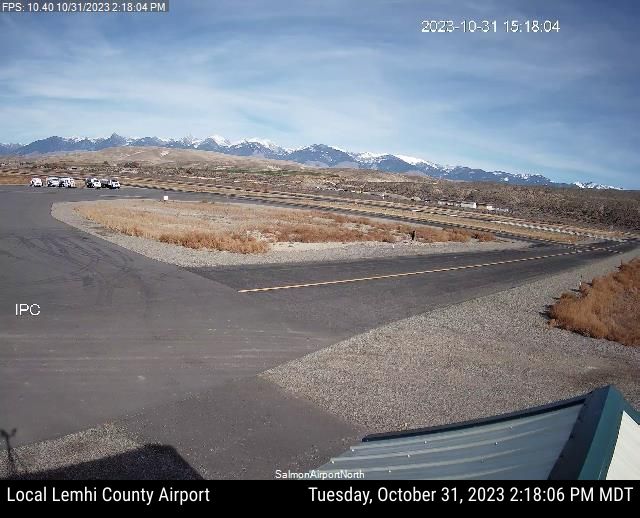 FPS: 10.40 10/31/2023 2:18:04 PM
2023-10-31 15:18:04
IPC
SalmonAirportNorth
Local Lemhi County Airport
Tuesday, October 31, 2023 2:18:06 PM MDT